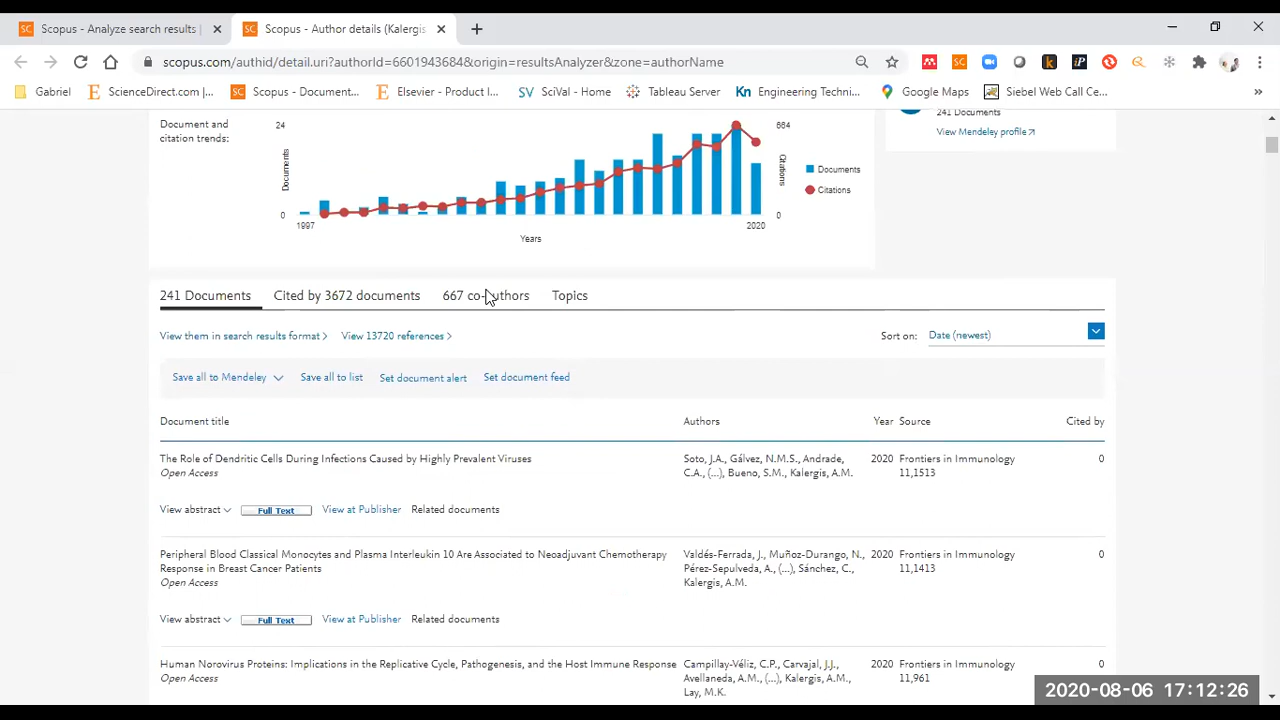 Scopus - Analyze search results |
Scopus - Author details (Kalergis
scopus.com/authid/detail.uri?authorId=6601943684&origin=resultsAnalyzer&zone=authorName
Gabriel
ScienceDirect.com |...
Scopus - Document...
Elsevier - Product I...
SciVal - Home
Tableau Server
Engineering Techni...
Google Maps
Siebel Web Call Ce...
»
241 Documents
View Mendeley profile
Document and
citation trends:
24
Documents
0
1997
Years
2020
684
Citations
0
Documents
Citations
241 Documents
Cited by 3672 documents
667 co-authors
Topics
View them in search results format >
View 13720 references >
Sort on:
Date (newest)
Save all to Mendeley
Save all to list
Set document alert
Set document feed
Document title
Authors
Year
Source
Cited by
The Role of Dendritic Cells During Infections Caused by Highly Prevalent Viruses
Open Access
Soto, J.A., Gálvez, N.M.S., Andrade,
C.A., (...), Bueno, S.M., Kalergis, A.M.
2020
Frontiers in Immunology
11,1513
0
View abstract
Full Text
View at Publisher
Related documents
Peripheral Blood Classical Monocytes and Plasma Interleukin 10 Are Associated to Neoadjuvant Chemotherapy
Response in Breast Cancer Patients
Open Access
Valdés-Ferrada, J., Muñoz-Durango, N.,
Pérez-Sepulveda, A., (...), Sánchez, C.,
Kalergis, A.M.
2020
Frontiers in Immunology
11,1413
0
View abstract
Full Text
View at Publisher
Related documents
Human Norovirus Proteins: Implications in the Replicative Cycle, Pathogenesis, and the Host Immune Response
Open Access
Campillay-Véliz, C.P., Carvajal, J.J.,
Avellaneda, A.M., (...), Kalergis, A.M.,
Lay, M.K.
2020
Frontiers in Immunology
11,961
0
2020-08-06 17:12:26